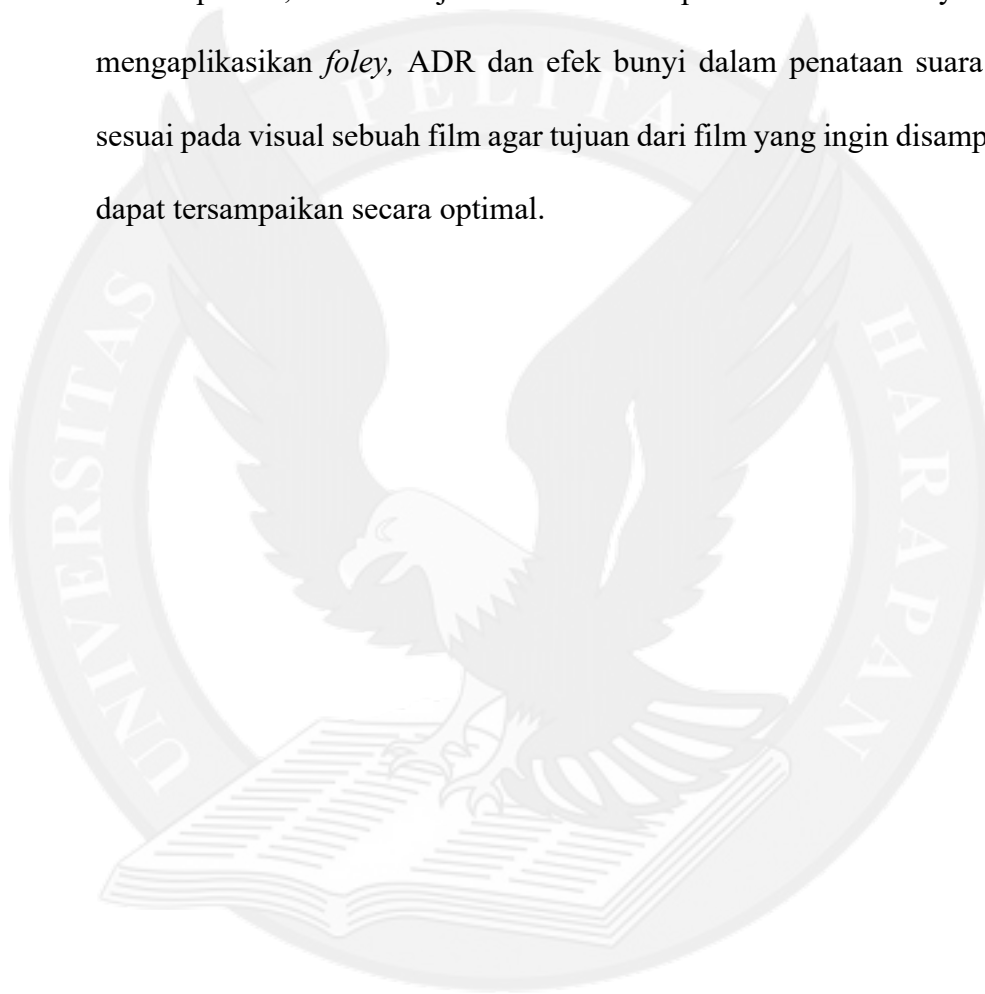 mengaplikasikan foley, ADR dan efek bunyi dalam penataan suara
sesuai pada visual sebuah film agar tujuan dari film yang ingin disamp
dapat tersampaikan secara optimal.
UNIVERSITAS PELITA HARAPAN